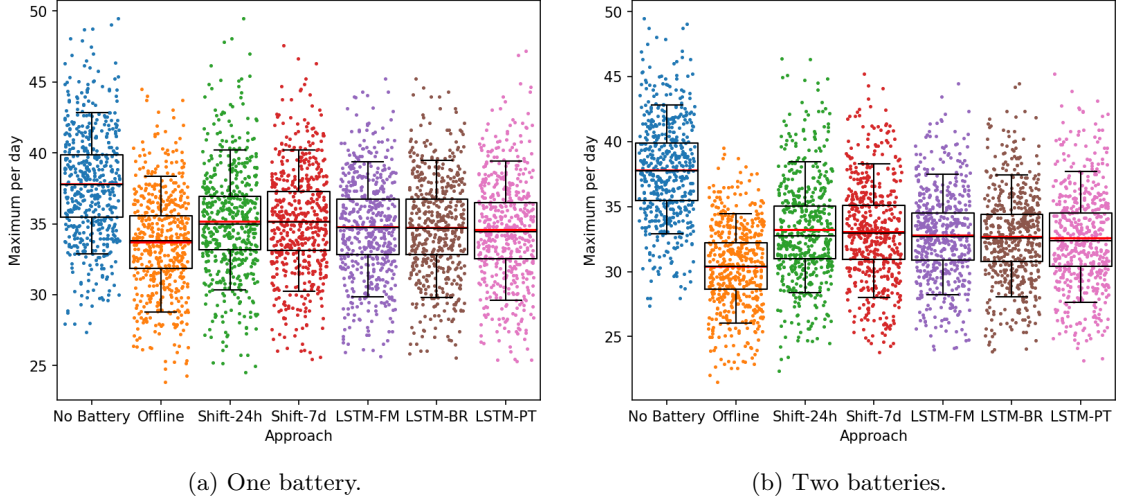 50
45
40
35
30
25
Maximum per day
No Battery Offline Shift-24h Shift-7d LSTM-FM LSTM-BR LSTM-PT
Approach
(a) One battery.
50
45
40
35
30
25
Maximum per day
No Battery Offline Shift-24h Shift-7d LSTM-FM LSTM-BR LSTM-PT
Approach
(b) Two batteries.